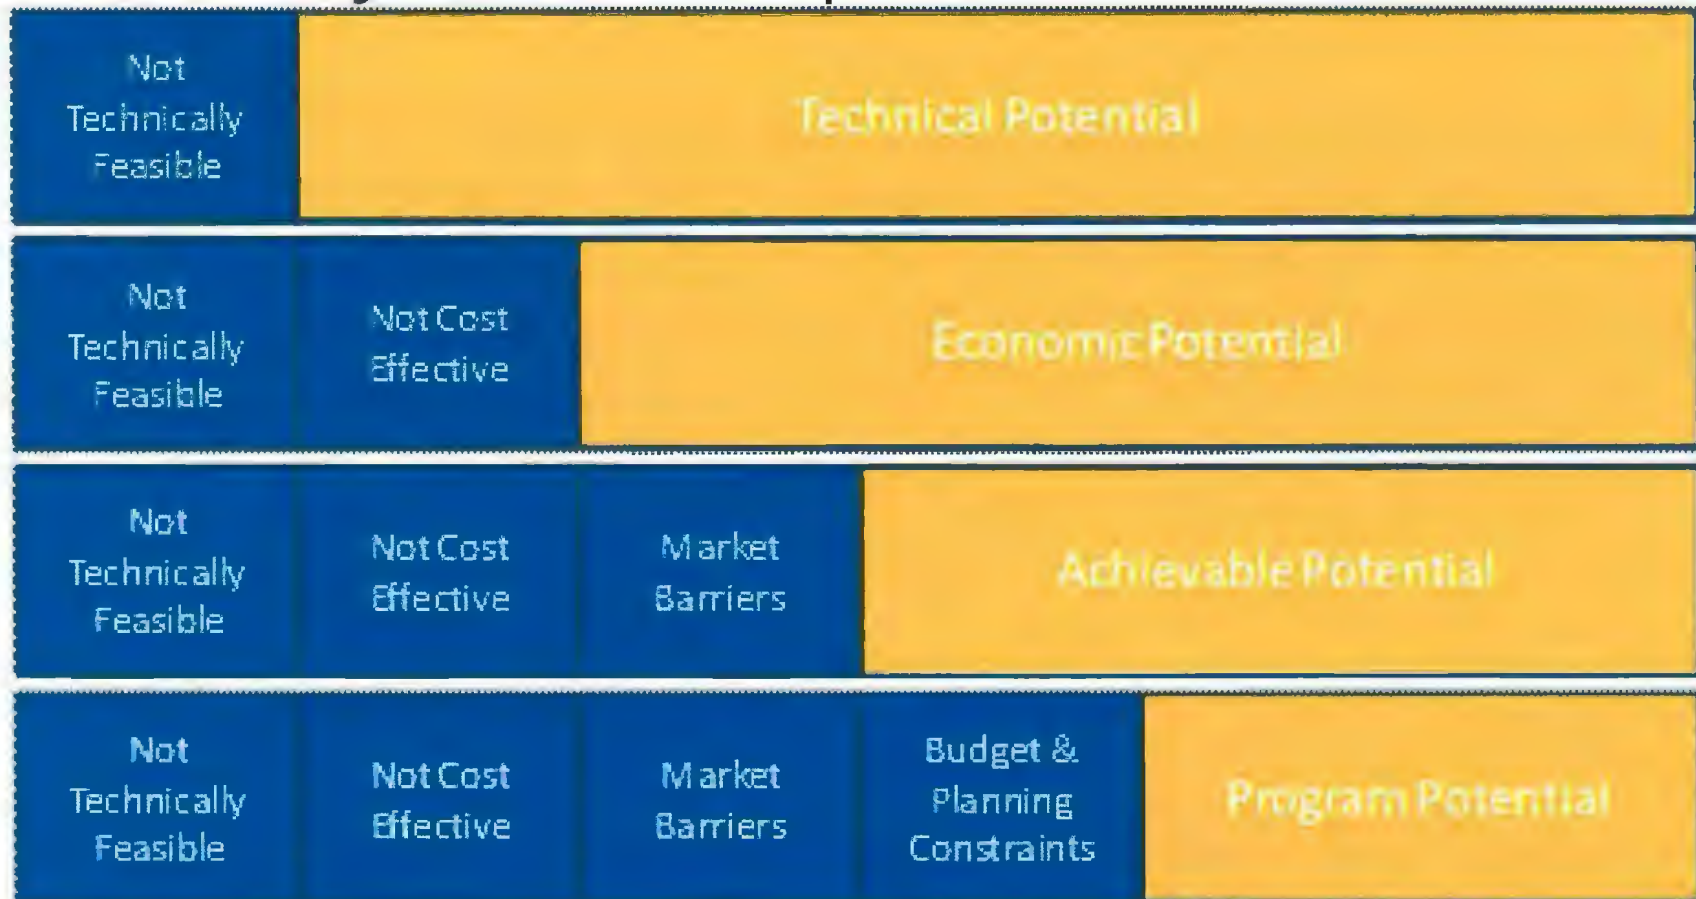 Not
Technically
Feasible
Technical Potential
Not
Technically
Feasible
Not Cost
Effective
Economic Potential
Not
Technically
Feasible
Not Cost
Effective
Market
Barriers
Achievable Potential
Not
Technically
Feasible
Not Cost
Effective
Market
Barriers
Budget &
Planning
Constraints
Program Potential